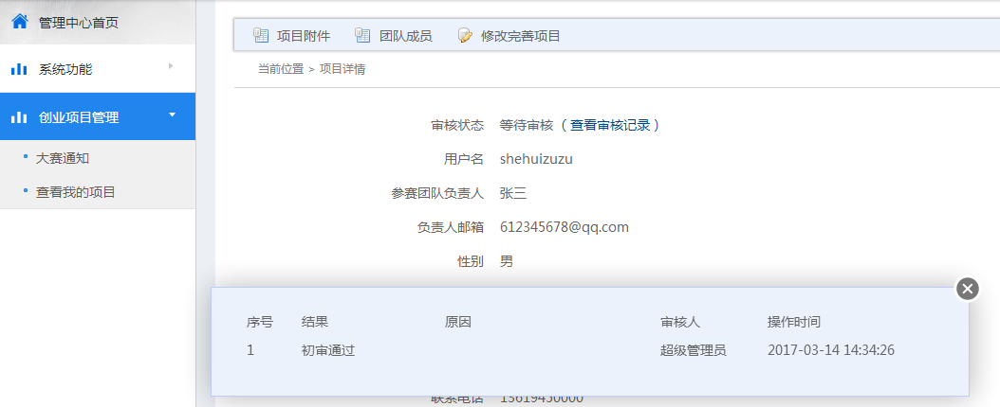 管理中心首页
系统功能
创业项目管理
大赛通知
查看我的项目
项目附件 团队成员 修改完善项目
当前位置 > 项目详情
审核状态 等待审核 (查看审核记录)
用户名 shehuizuzu
参赛团队负责人 张三
负责人邮箱 612345678@qq.com
性别 男
序号 结果 原因 审核人 操作时间
1 初审通过 超级管理员 2017-03-14 14:34:26
联系电话 13619450000